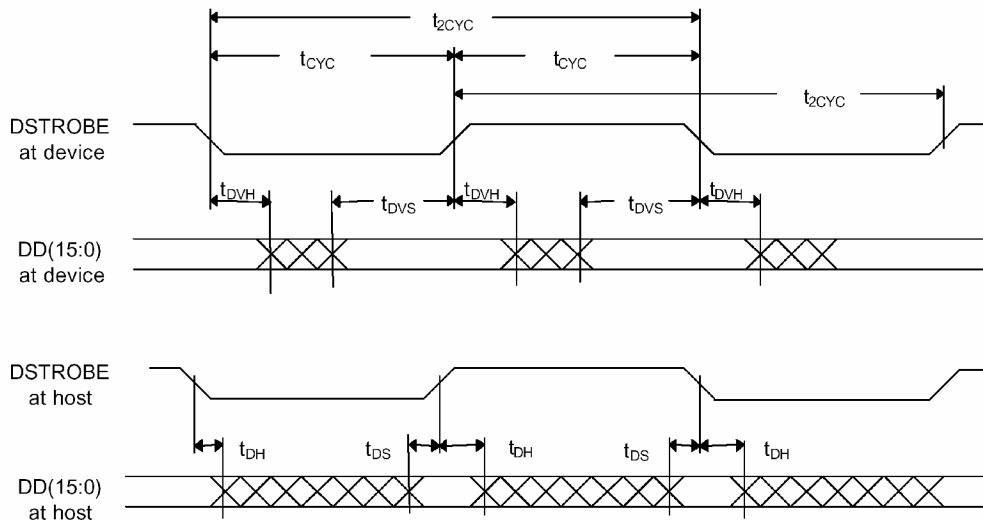 t2CYC
tCYC tCYC
t2CYC
DSTROBE
at device
tDVH tDVS tDVH tDVS tDVH
DD(15:0)
at device
DSTROBE
at host
tDH tDS tDH tDS tDH
DD(15:0)
at host